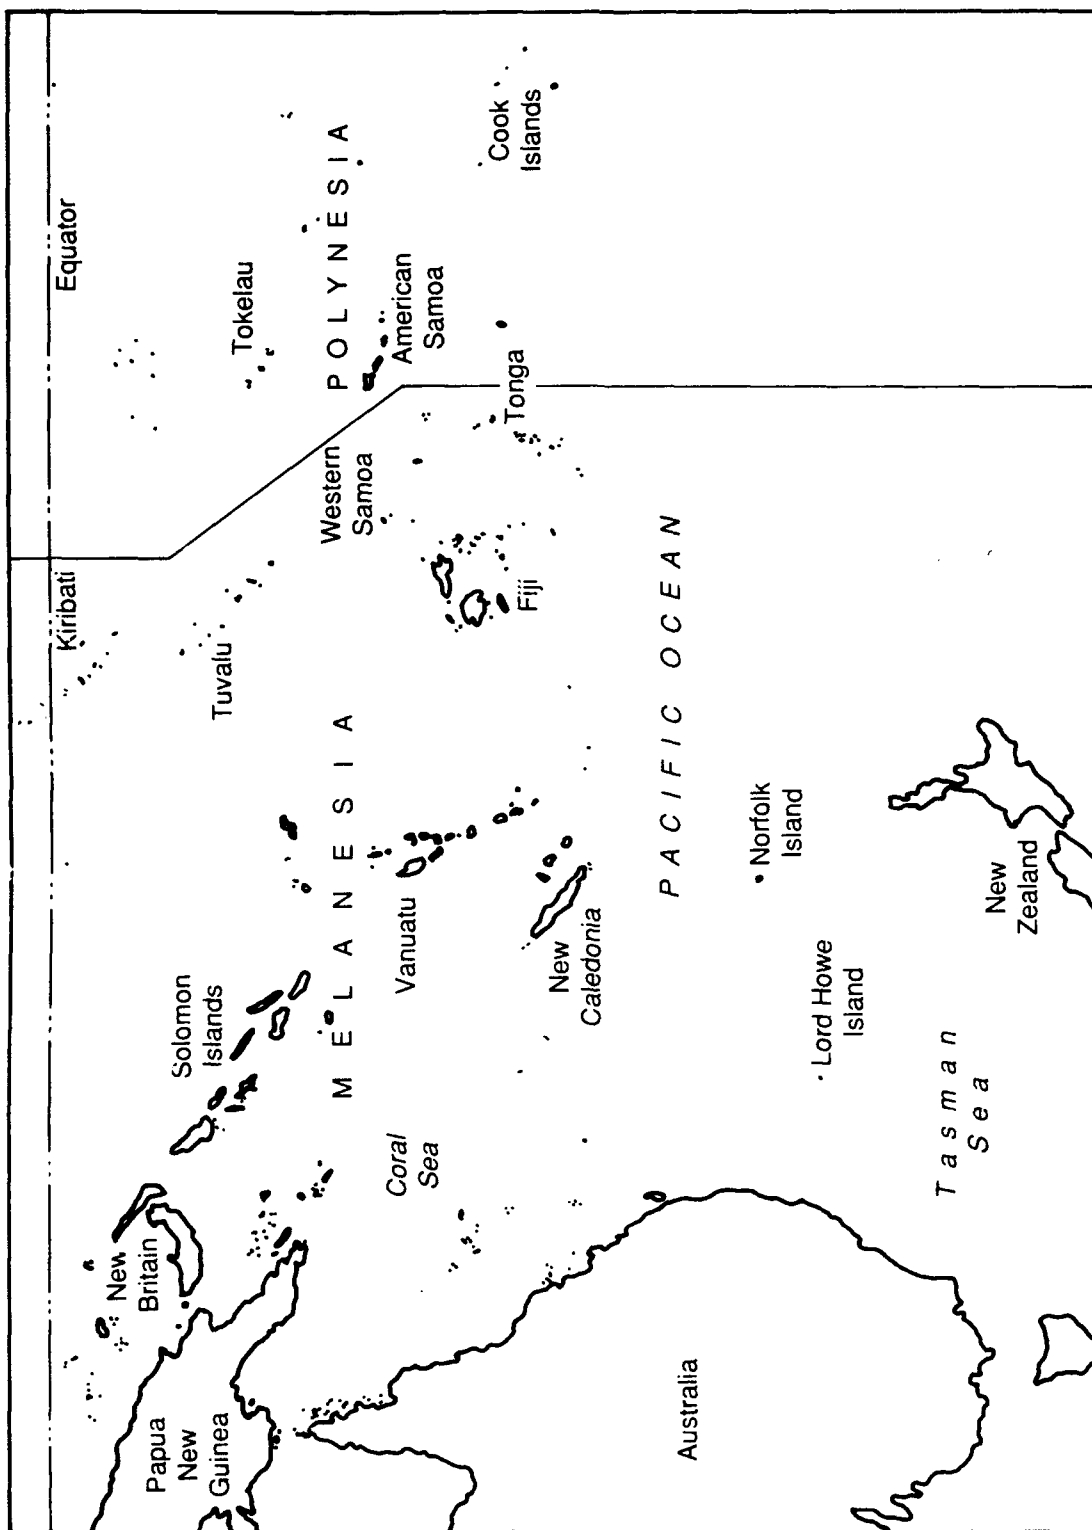 Equator
Kiribati
Tokelau
Tuvalu
POLYNESIA
Western
Samoa
American
Samoa
Cook
Islands
Tonga
Fiji
MELANESIA
Solomon
Islands
New
Britain
Papua
New
Guinea
Vanuatu
Coral
Sea
New
Caledonia
PACIFIC OCEAN
Norfolk
Island
Lord Howe
Island
Australia
Tasman
Sea
New
Zealand